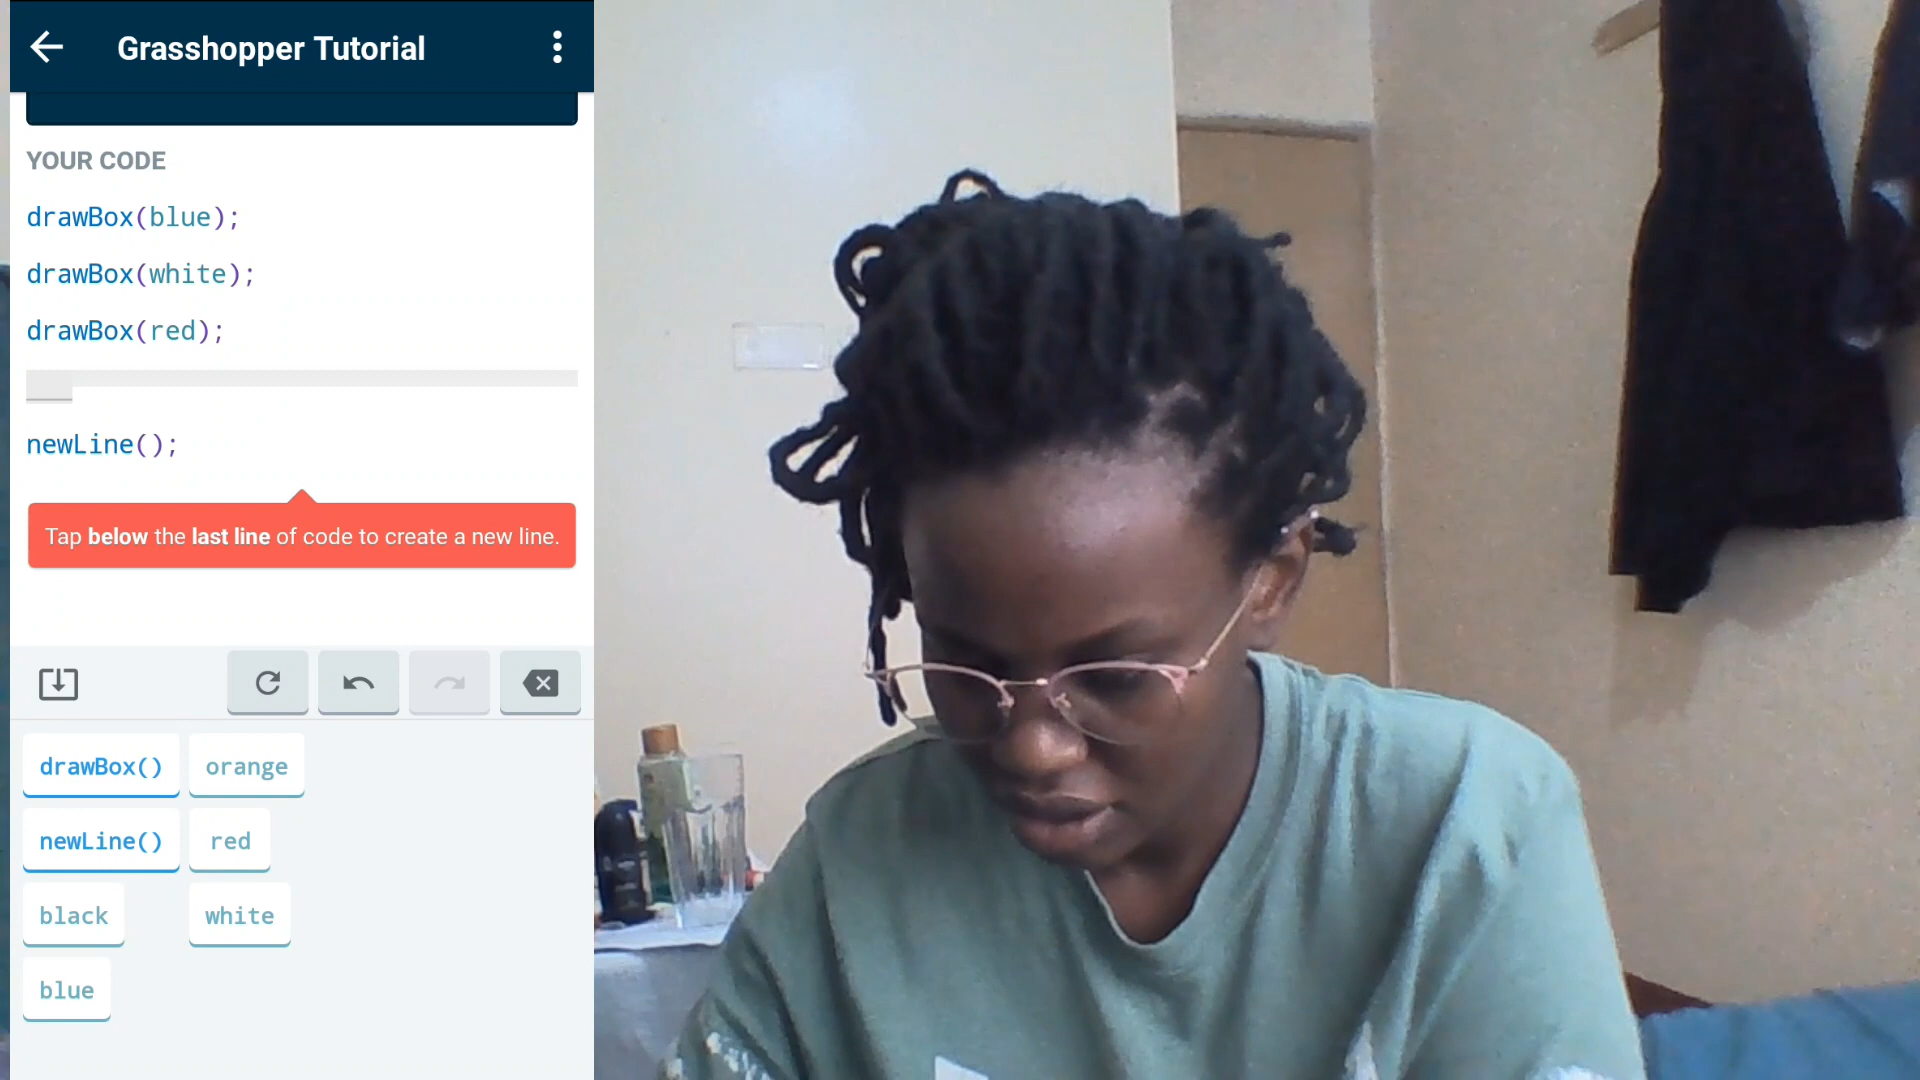 Grasshopper Tutorial
YOUR CODE
drawBox(blue);
drawBox(white);
drawBox(red);
newLine();
Tap below the last line of code to create a new line.
drawBox() orange
newLine() red
black white
blue